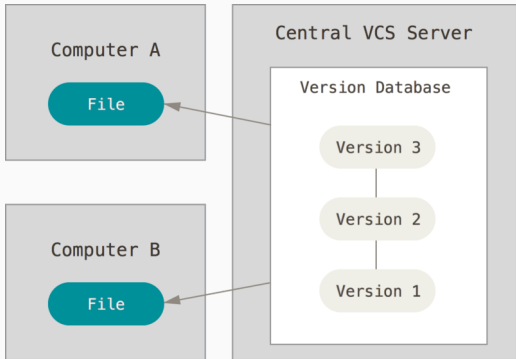 Computer A
File
Computer B
File
Central VCS Server
Version Database
Version 3
Version 2
Version 1